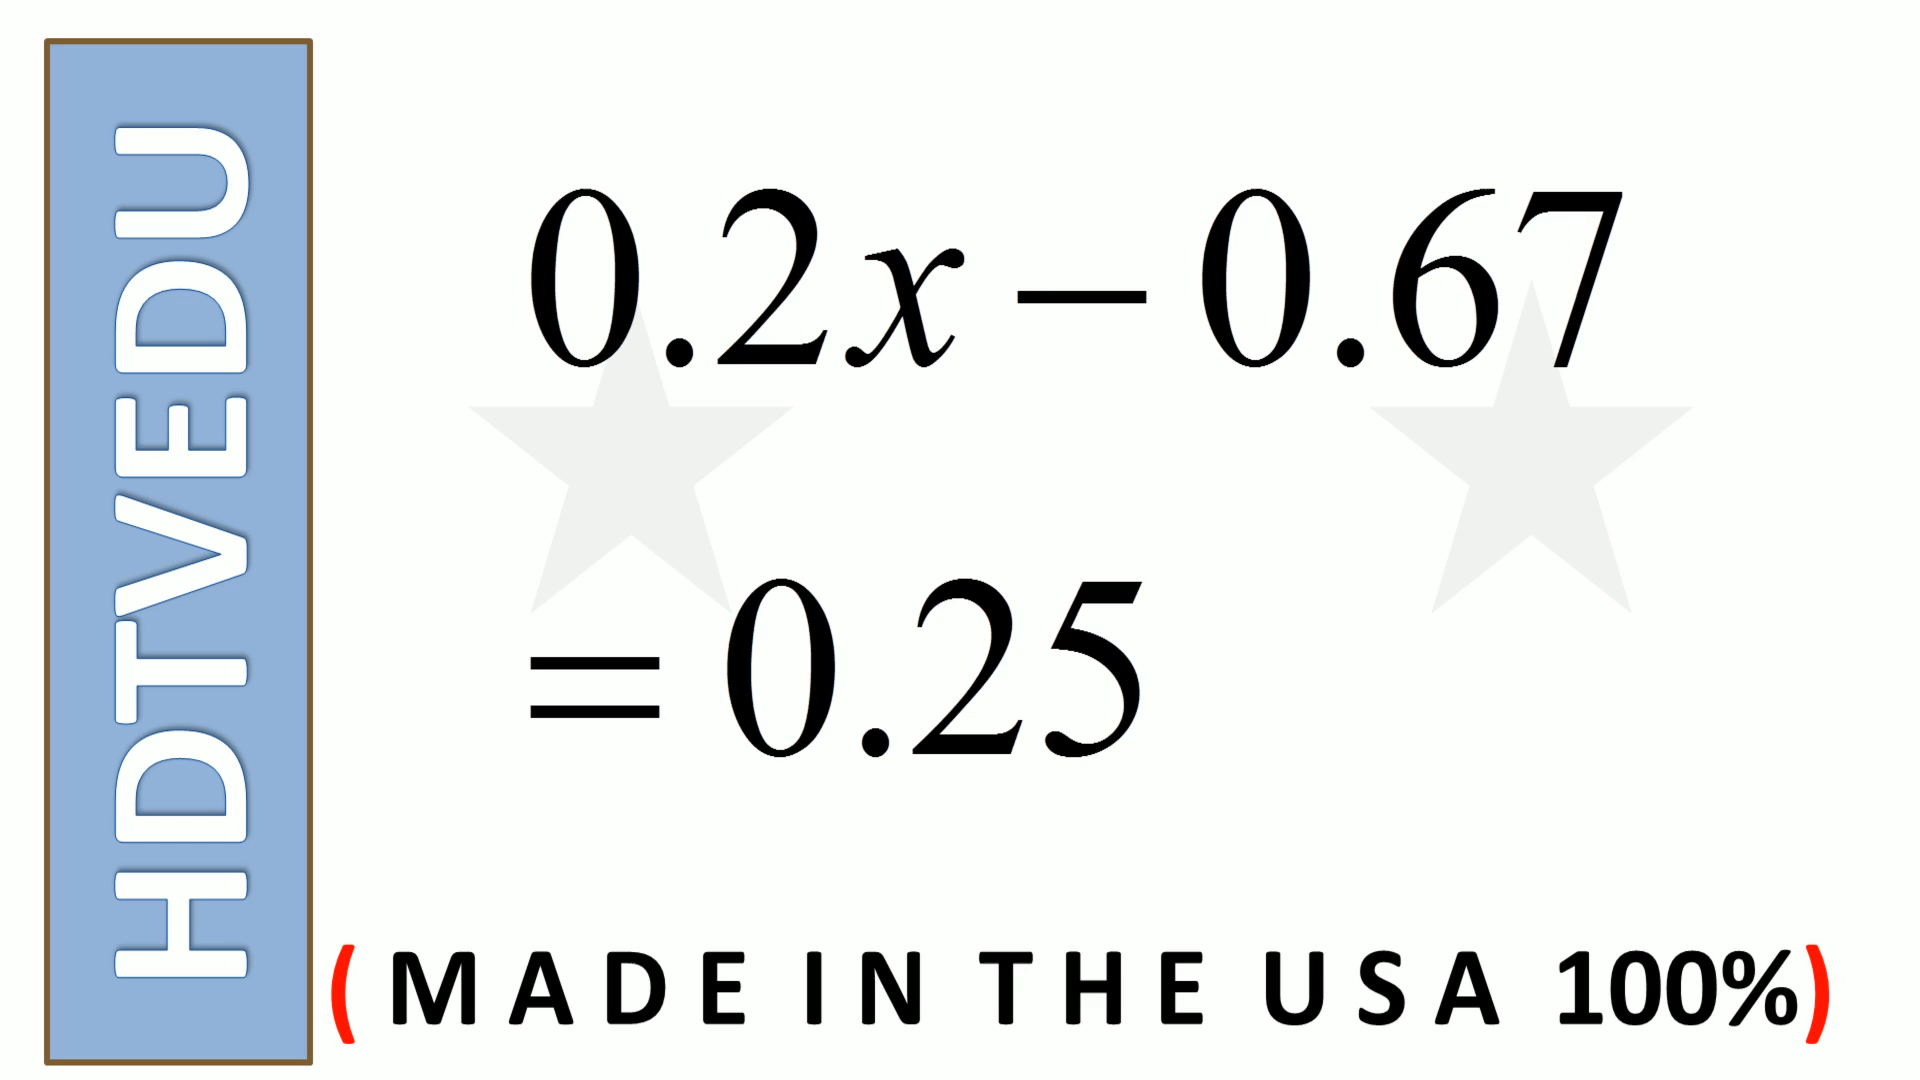 HDTVEDU
0.2x – 0.67
= 0.25
(MADE IN THE USA 100%)